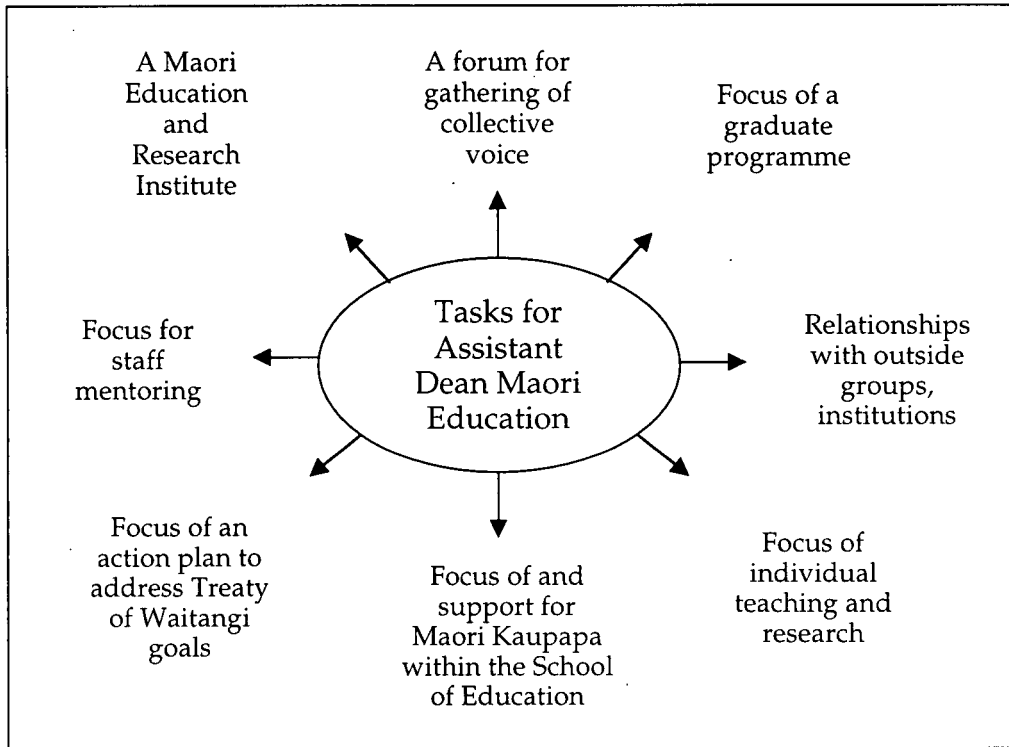 A Maori
Education
and
Research
Institute
A forum for
gathering of
collective
voice
Focus of a
graduate
programme
Focus for
staff
mentoring
Tasks for
Assistant
Dean Maori
Education
Relationships
with outside
groups,
institutions
Focus of an
action plan to
address Treaty
of Waitangi
goals
Focus of and
support for
Maori Kaupapa
within the School
of Education
Focus of
individual
teaching and
research